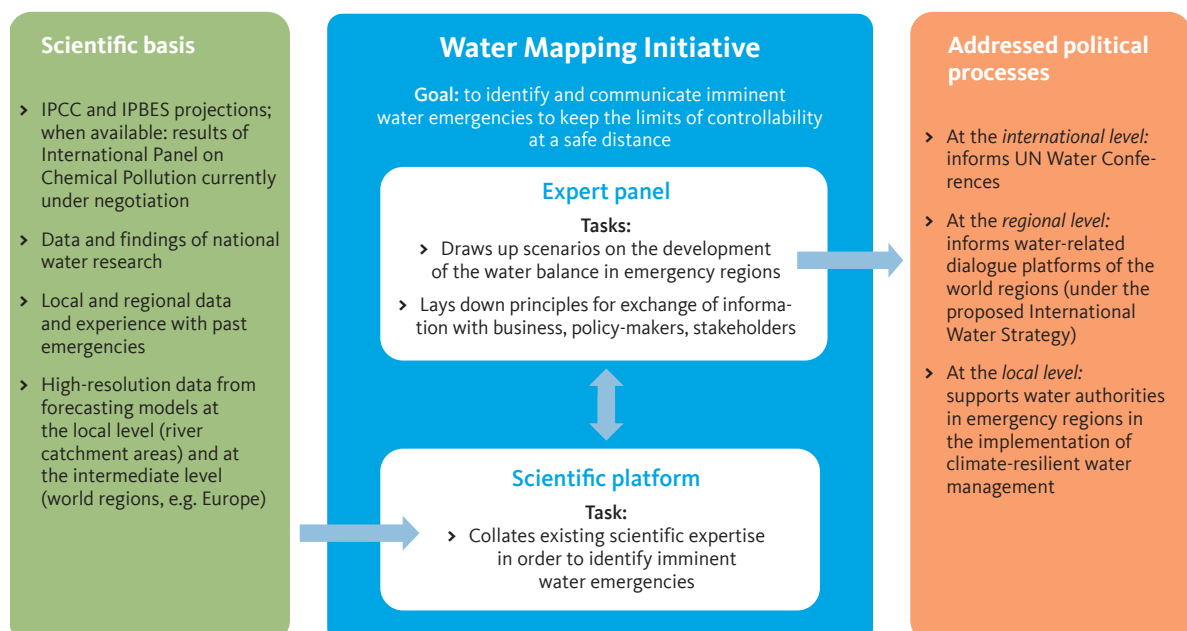 Scientific basis
> IPCC and IPBES projections;
when available: results of
International Panel on
Chemical Pollution currently
under negotiation
> Data and findings of national
water research
> Local and regional data
and experience with past
emergencies
> High-resolution data from
forecasting models at
the local level (river
catchment areas) and at
the intermediate level
(world regions, e.g. Europe)
Water Mapping Initiative
Goal: to identify and communicate imminent
water emergencies to keep the limits of controllability
at a safe distance
Expert panel
Tasks:
> Draws up scenarios on the development
of the water balance in emergency regions
> Lays down principles for exchange of informa-
tion with business, policy-makers, stakeholders
Scientific platform
Task:
> Collates existing scientific expertise
in order to identify imminent
water emergencies
Addressed political
processes
> At the international level:
informs UN Water Confe-
rences
> At the regional level:
informs water-related
dialogue platforms of the
world regions (under the
proposed International
Water Strategy)
> At the local level:
supports water authorities
in emergency regions in
the implementation of
climate-resilient water
management